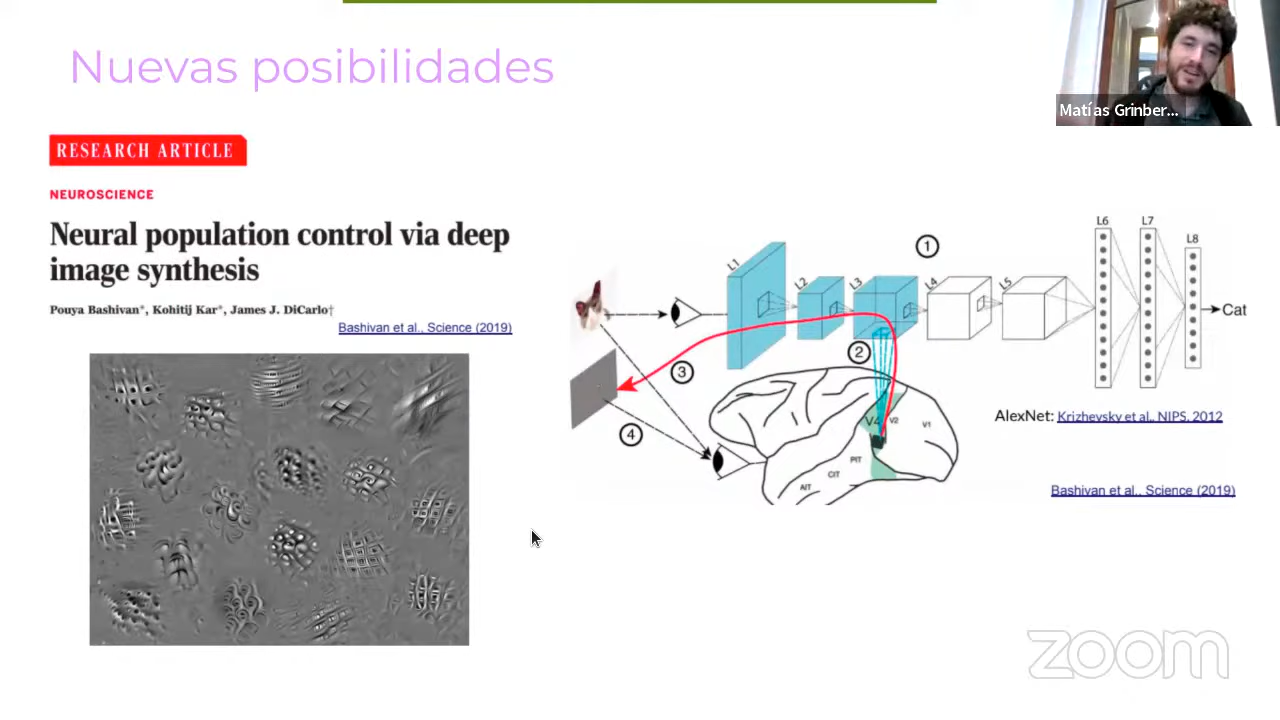 Nuevas posibilidades
Matías Grinber...
RESEARCH ARTICLE
NEUROSCIENCE
Neural population control via deep
image synthesis
Pouya Bashivan*, Kohitij Kar*, James J. DiCarlo†
Bashivan et al., Science (2019)
L1
L2
L3
L4
L5
L6
L7
L8
1
Cat
2
3
4
V4
V2
V1
PIT
CIT
AIT
AlexNet: Krizhevsky et al. NIPS. 2012
Bashivan et al., Science (2019)
zoom